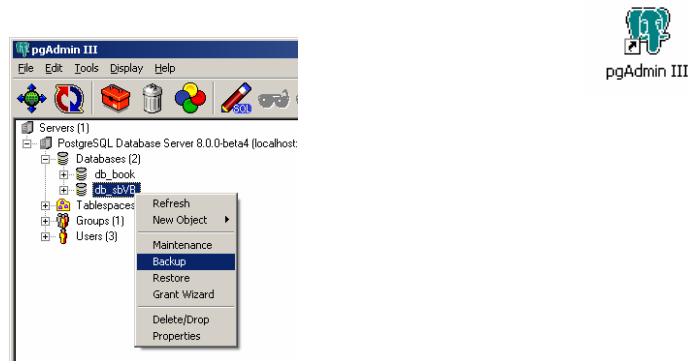 pgAdmin III
File Edit Tools Display Help
SQL
Servers (1)
PostgreSQL Database Server 8.0.0-beta4 (localhost:
Databases (2)
db_book
db_sbVB
Tablespaces
Groups (1)
Users (3)
Refresh
New Object
Maintenance
Backup
Restore
Grant Wizard
Delete/Drop
Properties
pgAdmin III